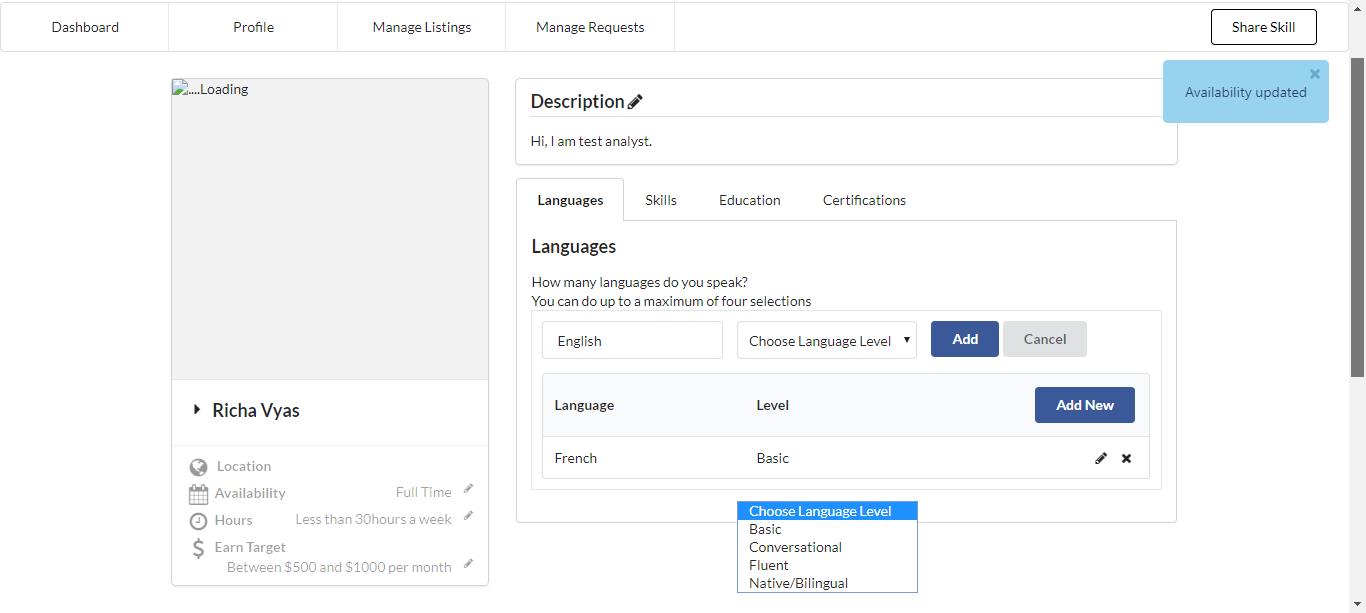 Dashboard Profile Manage Listings Manage Requests Share Skill
Availability updated
....Loading
Richa Vyas
Location
Availability Full Time
Hours Less than 30hours a week
Earn Target
Between $500 and $1000 per month
Description
Hi, I am test analyst.
Languages Skills Education Certifications
Languages
How many languages do you speak?
You can do up to a maximum of four selections
English Choose Language Level Add Cancel
Language Level Add New
French Basic
Choose Language Level
Basic
Conversational
Fluent
Native/Bilingual